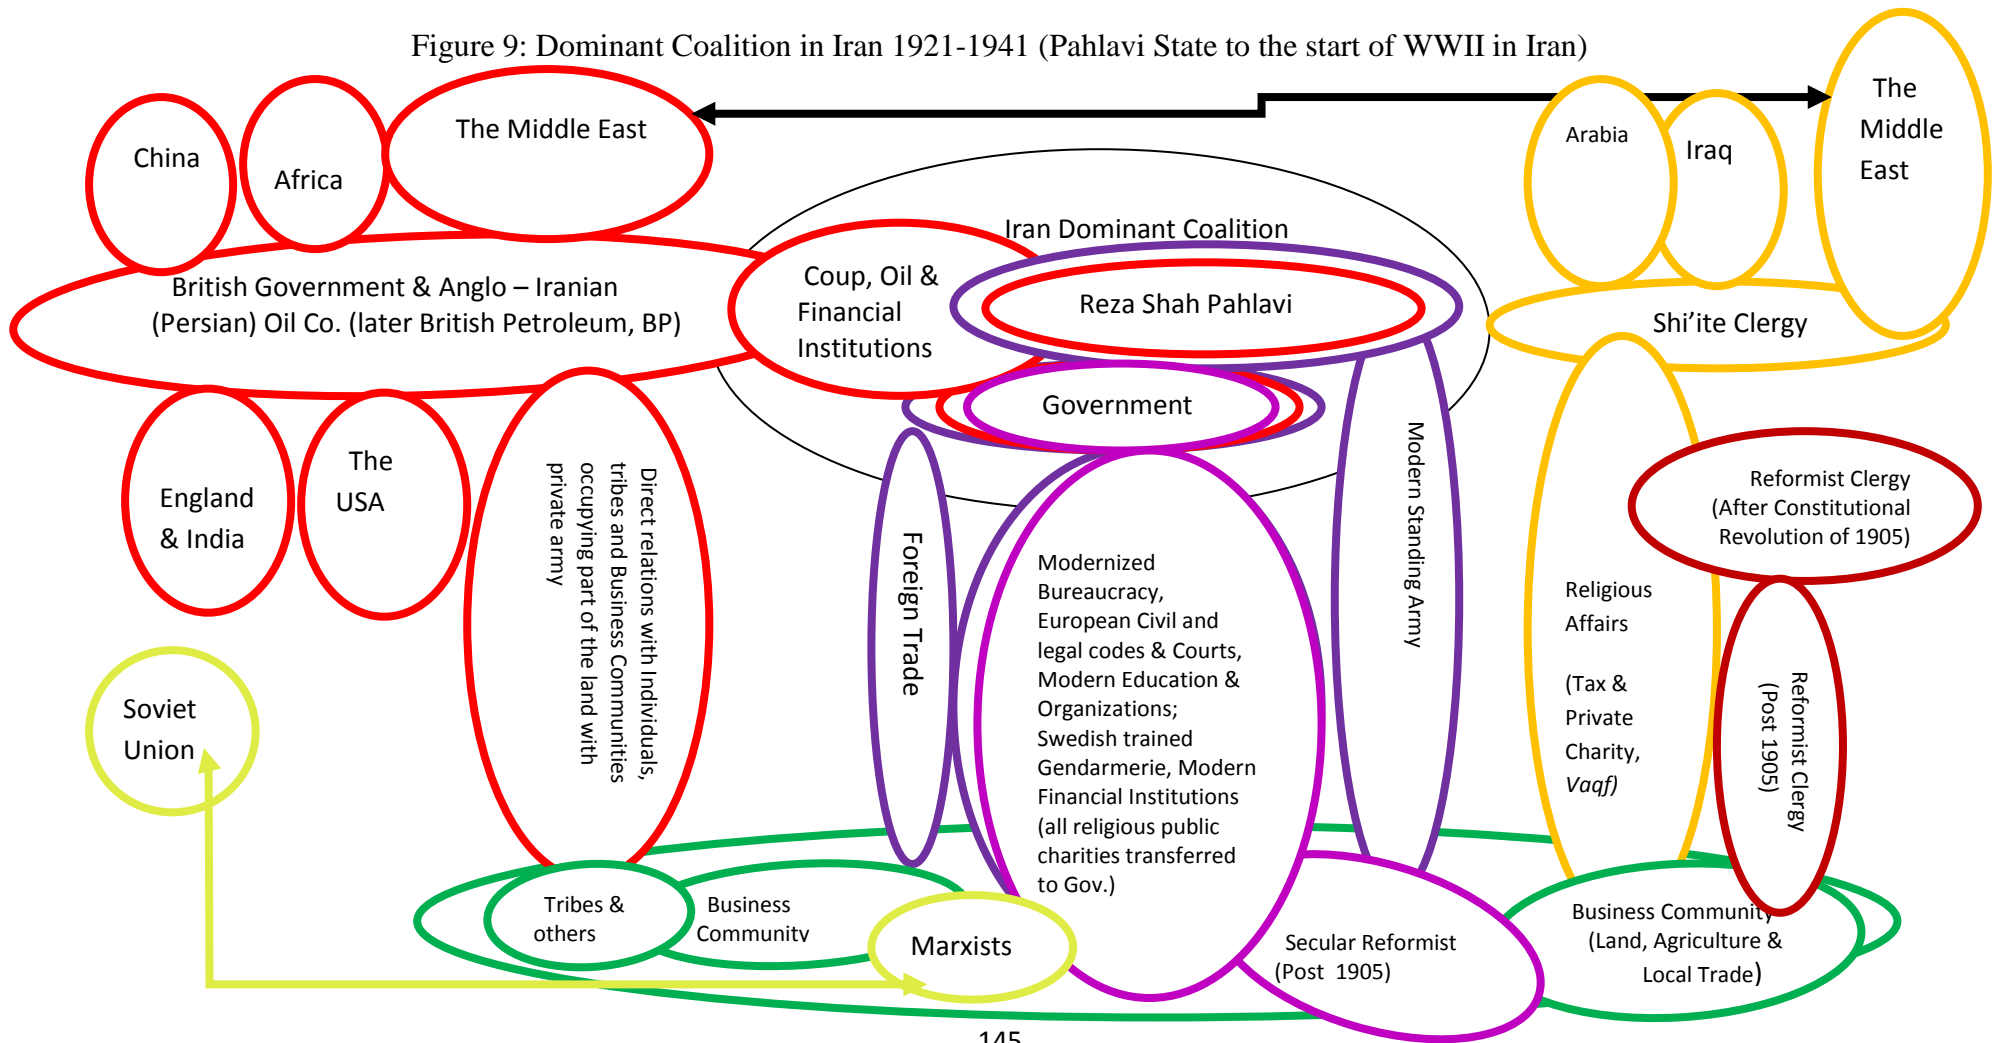 Figure 9: Dominant Coalition in Iran 1921-1941 (Pahlavi State to the start of WWII in Iran)
China
Africa
The Middle East
Arabia
Iraq
The
Middle
East
Iran Dominant Coalition
British Government & Anglo – Iranian
(Persian) Oil Co. (later British Petroleum, BP)
Coup, Oil &
Financial
Institutions
Reza Shah Pahlavi
Shi’ite Clergy
Government
England
& India
The
USA
Direct relations with Individuals,
tribes and Business Communities
occupying part of the land with
private army
Foreign Trade
Modernized
Bureaucracy,
European Civil and
legal codes & Courts,
Modern Education &
Organizations;
Swedish trained
Gendarmerie, Modern
Financial Institutions
(all religious public
charities transferred
to Gov.)
Modern Standing Army
Religious
Affairs
(Tax &
Private
Charity,
Vaqf)
Reformist Clergy
(After Constitutional
Revolution of 1905)
Reformist Clergy
(Post 1905)
Soviet
Union
Tribes &
others
Business
Community
Marxists
Secular Reformist
(Post 1905)
Business Community
(Land, Agriculture &
Local Trade)
145